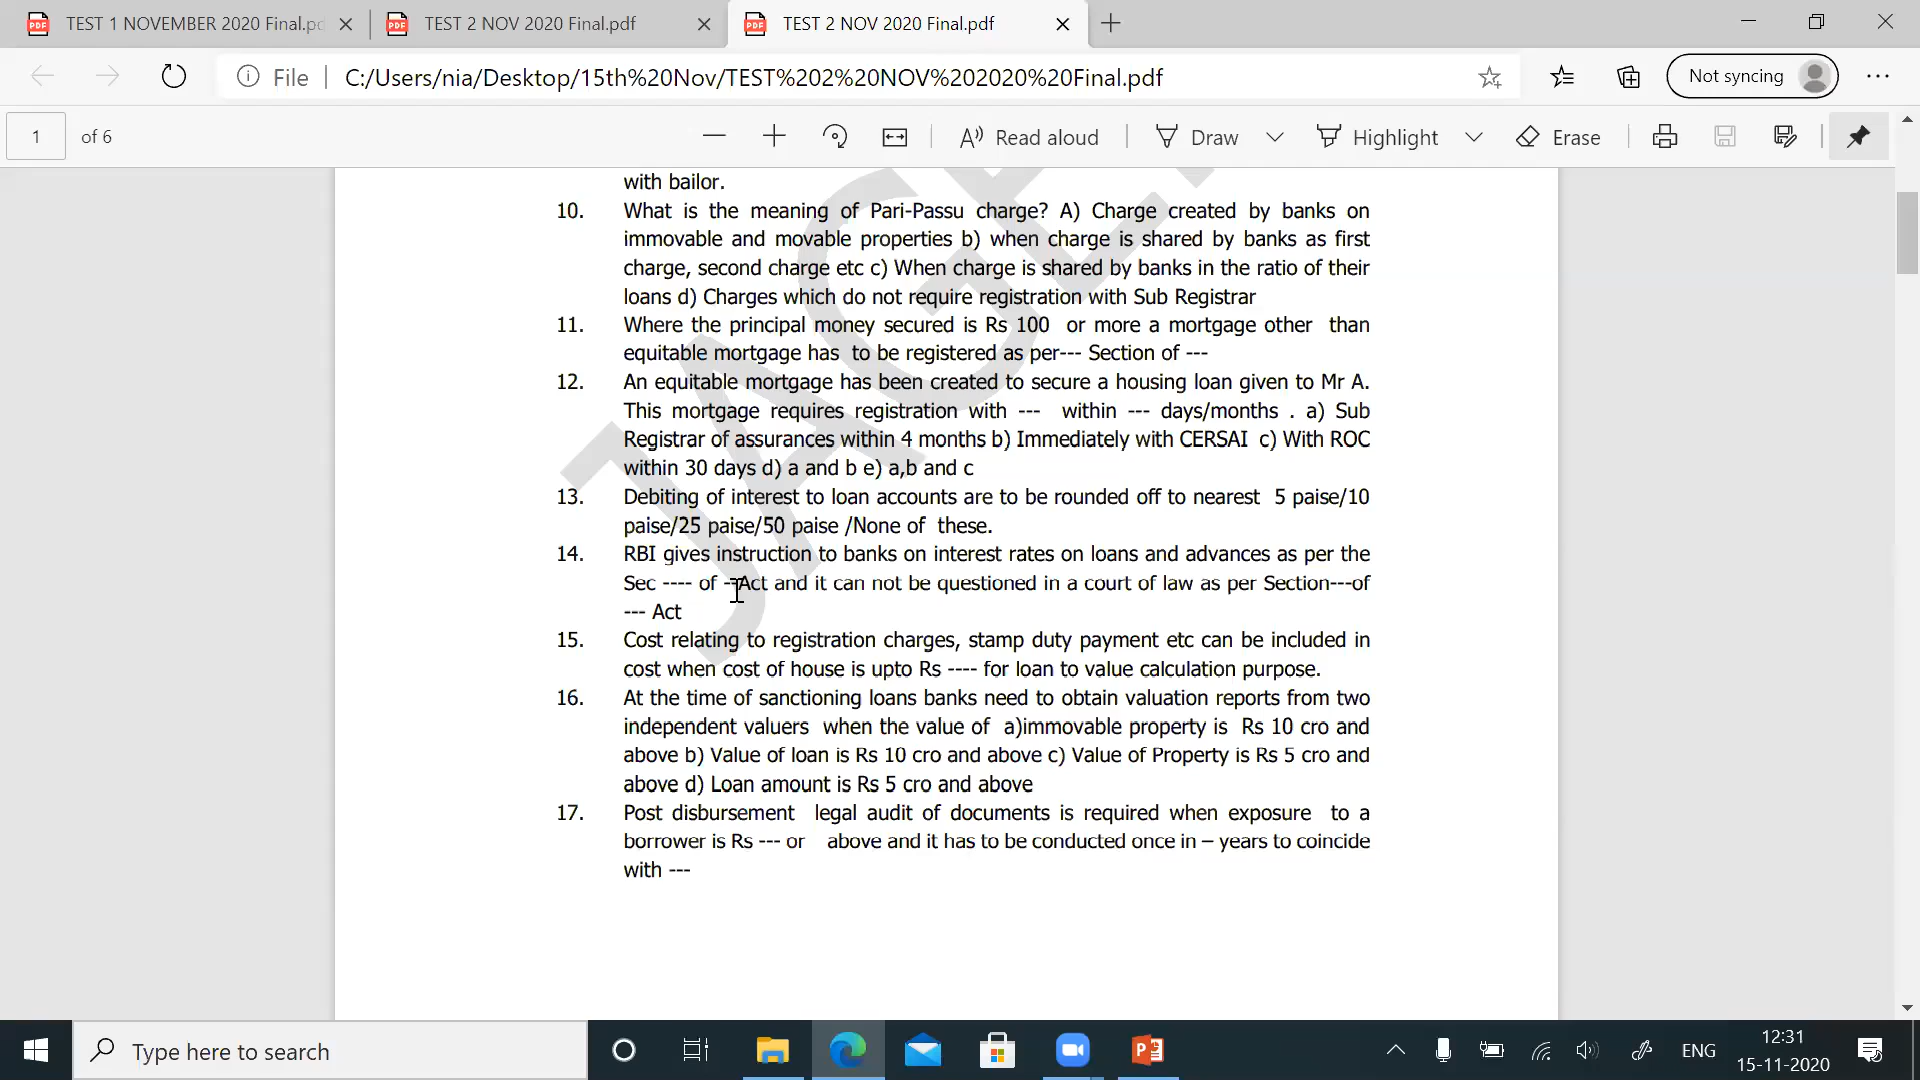 TEST 1 NOVEMBER 2020 Final.pd
TEST 2 NOV 2020 Final.pdf
TEST 2 NOV 2020 Final.pdf
File
C:/Users/nia/Desktop/15th%20Nov/TEST%202%20NOV%202020%20Final.pdf
Not syncing
1 of 6
Read aloud
Draw
Highlight
Erase
with bailor.
10. What is the meaning of Pari-Passu charge? A) Charge created by banks on
immovable and movable properties b) when charge is shared by banks as first
charge, second charge etc c) When charge is shared by banks in the ratio of their
loans d) Charges which do not require registration with Sub Registrar
11. Where the principal money secured is Rs 100 or more a mortgage other than
equitable mortgage has to be registered as per--- Section of ---
12. An equitable mortgage has been created to secure a housing loan given to Mr A.
This mortgage requires registration with --- within --- days/months . a) Sub
Registrar of assurances within 4 months b) Immediately with CERSAI c) With ROC
within 30 days d) a and b e) a,b and c
13. Debiting of interest to loan accounts are to be rounded off to nearest 5 paise/10
paise/25 paise/50 paise /None of these.
14. RBI gives instruction to banks on interest rates on loans and advances as per the
Sec ---- of --Act and it can not be questioned in a court of law as per Section---of
--- Act
15. Cost relating to registration charges, stamp duty payment etc can be included in
cost when cost of house is upto Rs ---- for loan to value calculation purpose.
16. At the time of sanctioning loans banks need to obtain valuation reports from two
independent valuers when the value of a)immovable property is Rs 10 cro and
above b) Value of loan is Rs 10 cro and above c) Value of Property is Rs 5 cro and
above d) Loan amount is Rs 5 cro and above
17. Post disbursement legal audit of documents is required when exposure to a
borrower is Rs --- or above and it has to be conducted once in – years to coincide
with ---
Type here to search
ENG
12:31
15-11-2020